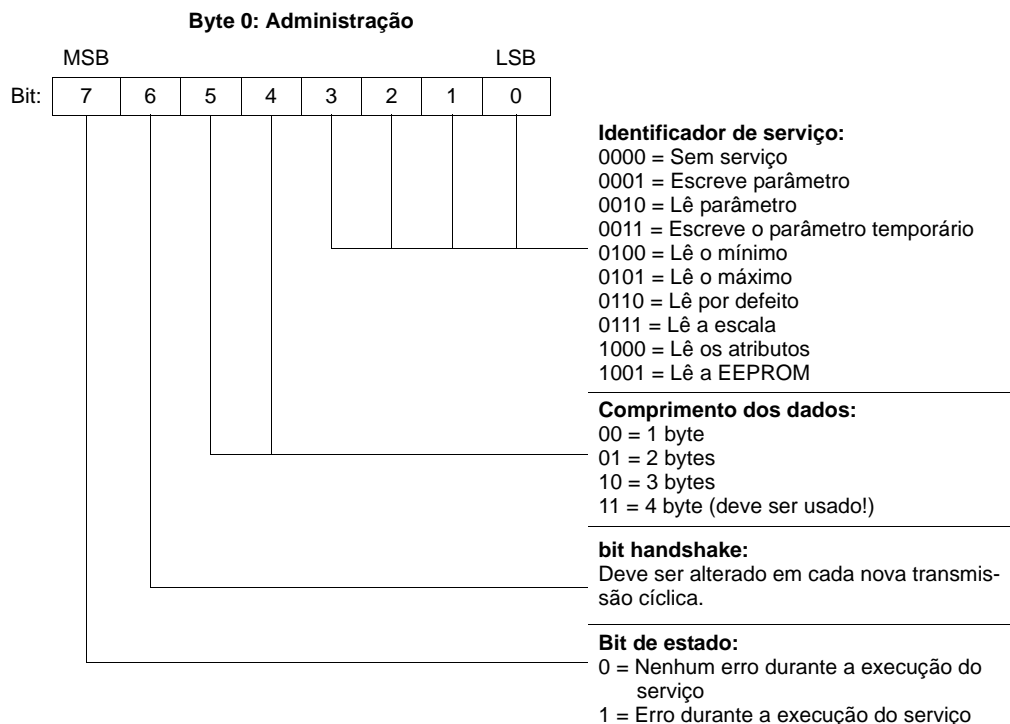 Byte 0: Administração
MSB LSB
Bit: 7 6 5 4 3 2 1 0
Identificador de serviço:
0000 = Sem serviço
0001 = Escreve parâmetro
0010 = Lê parâmetro
0011 = Escreve o parâmetro temporário
0100 = Lê o mínimo
0101 = Lê o máximo
0110 = Lê por defeito
0111 = Lê a escala
1000 = Lê os atributos
1001 = Lê a EEPROM
Comprimento dos dados:
00 = 1 byte
01 = 2 bytes
10 = 3 bytes
11 = 4 byte (deve ser usado!)
bit handshake:
Deve ser alterado em cada nova transmis-
são cíclica.
Bit de estado:
0 = Nenhum erro durante a execução do
serviço
1 = Erro durante a execução do serviço